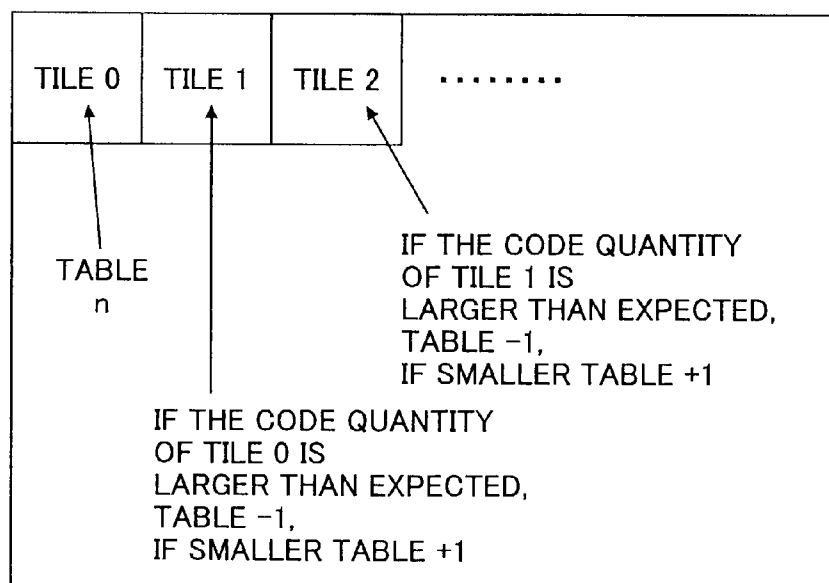 TILE 0 TILE 1 TILE 2 ........
TABLE
n
IF THE CODE QUANTITY
OF TILE 1 IS
LARGER THAN EXPECTED,
TABLE −1,
IF SMALLER TABLE +1
IF THE CODE QUANTITY
OF TILE 0 IS
LARGER THAN EXPECTED,
TABLE −1,
IF SMALLER TABLE +1